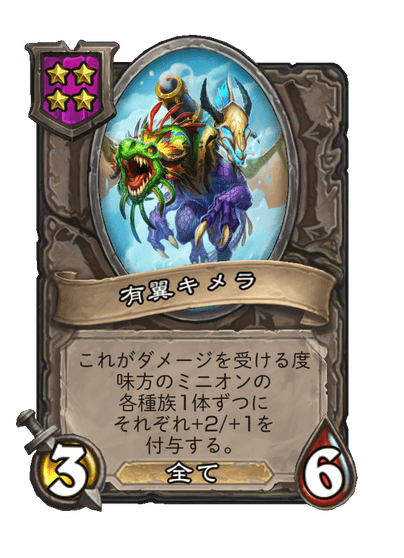 有翼キメラ
これがダメージを受ける度
味方のミニオンの
各種族1体ずつに
それぞれ+2/+1を
付与する。
全て
3
6